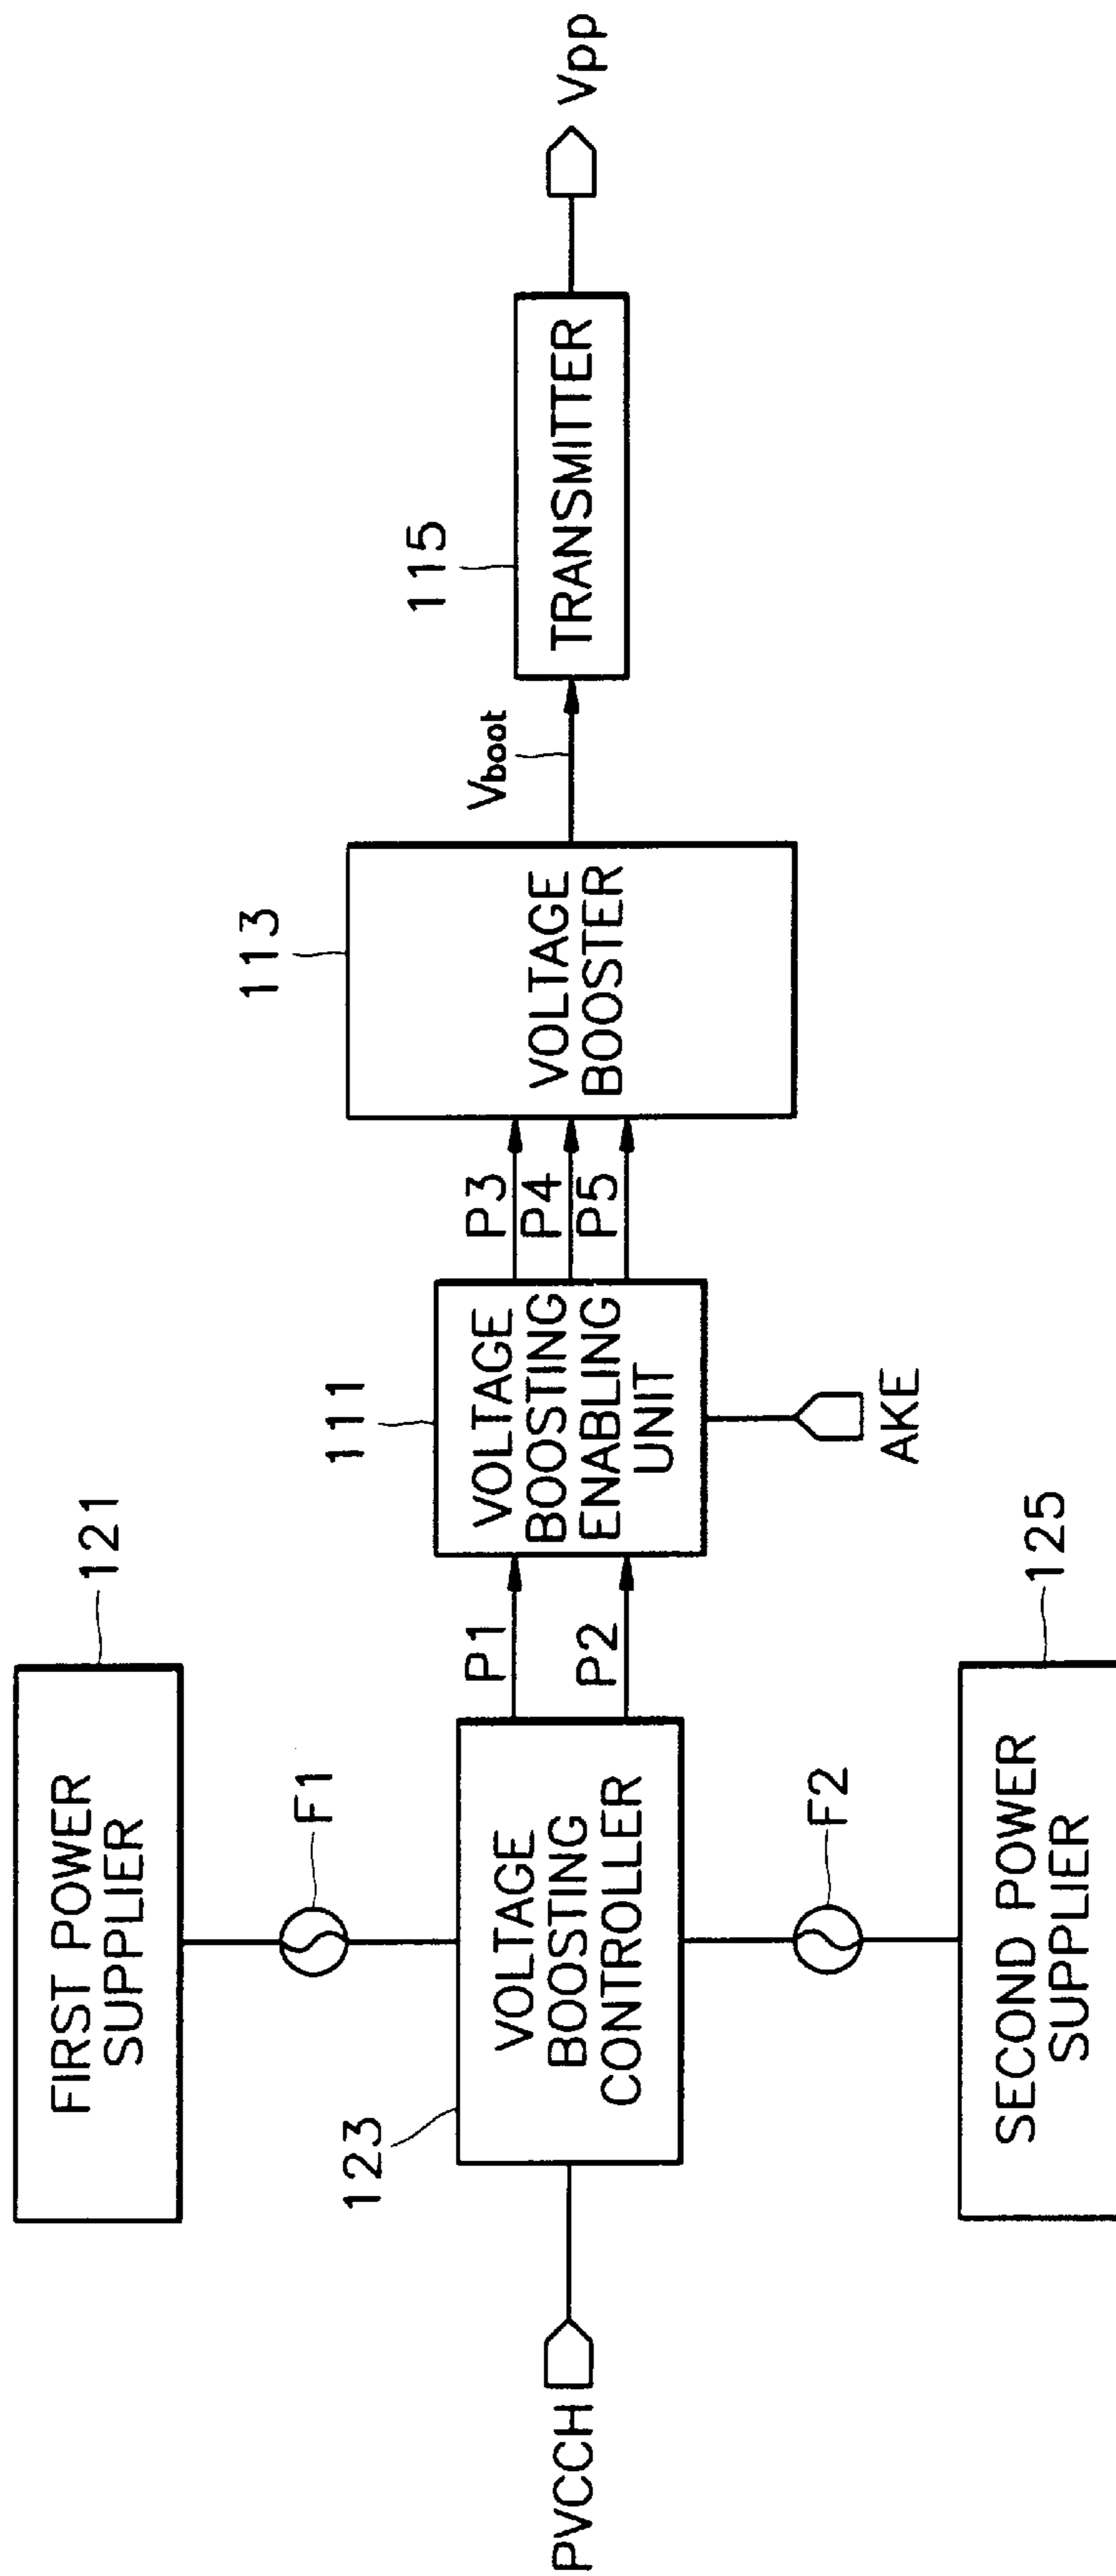 FIRST POWER
SUPPLIER
121
F1
PVCCH
123
VOLTAGE
BOOSTING
CONTROLLER
P1
P2
111
VOLTAGE
BOOSTING
ENABLING
UNIT
AKE
P3
P4
P5
113
VOLTAGE
BOOSTER
Vboot
115
TRANSMITTER
Vpp
F2
SECOND POWER
SUPPLIER
125